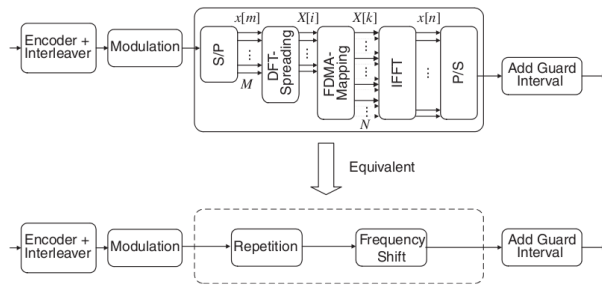 x[m]
X[i]
X[k]
x[n]
Encoder +
Interleaver
Modulation
S/P
M
DFT-
Spreading
FDMA-
Mapping
N
IFFT
P/S
Add Guard
Interval
Equivalent
Encoder +
Interleaver
Modulation
Repetition
Frequency
Shift
Add Guard
Interval